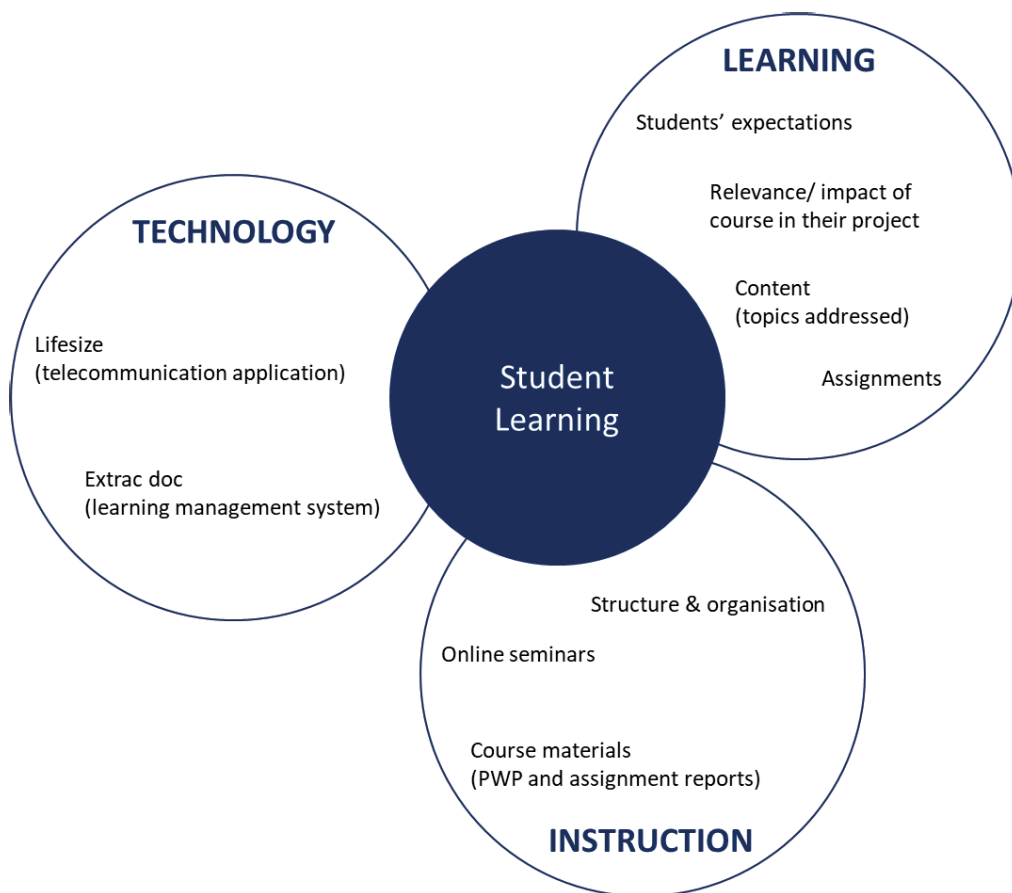 LEARNING
Students’ expectations
Relevance/ impact of
course in their project
Content
(topics addressed)
Assignments
TECHNOLOGY
Lifesize
(telecommunication application)
Extrac doc
(learning management system)
Student
Learning
Structure & organisation
Online seminars
Course materials
(PWP and assignment reports)
INSTRUCTION